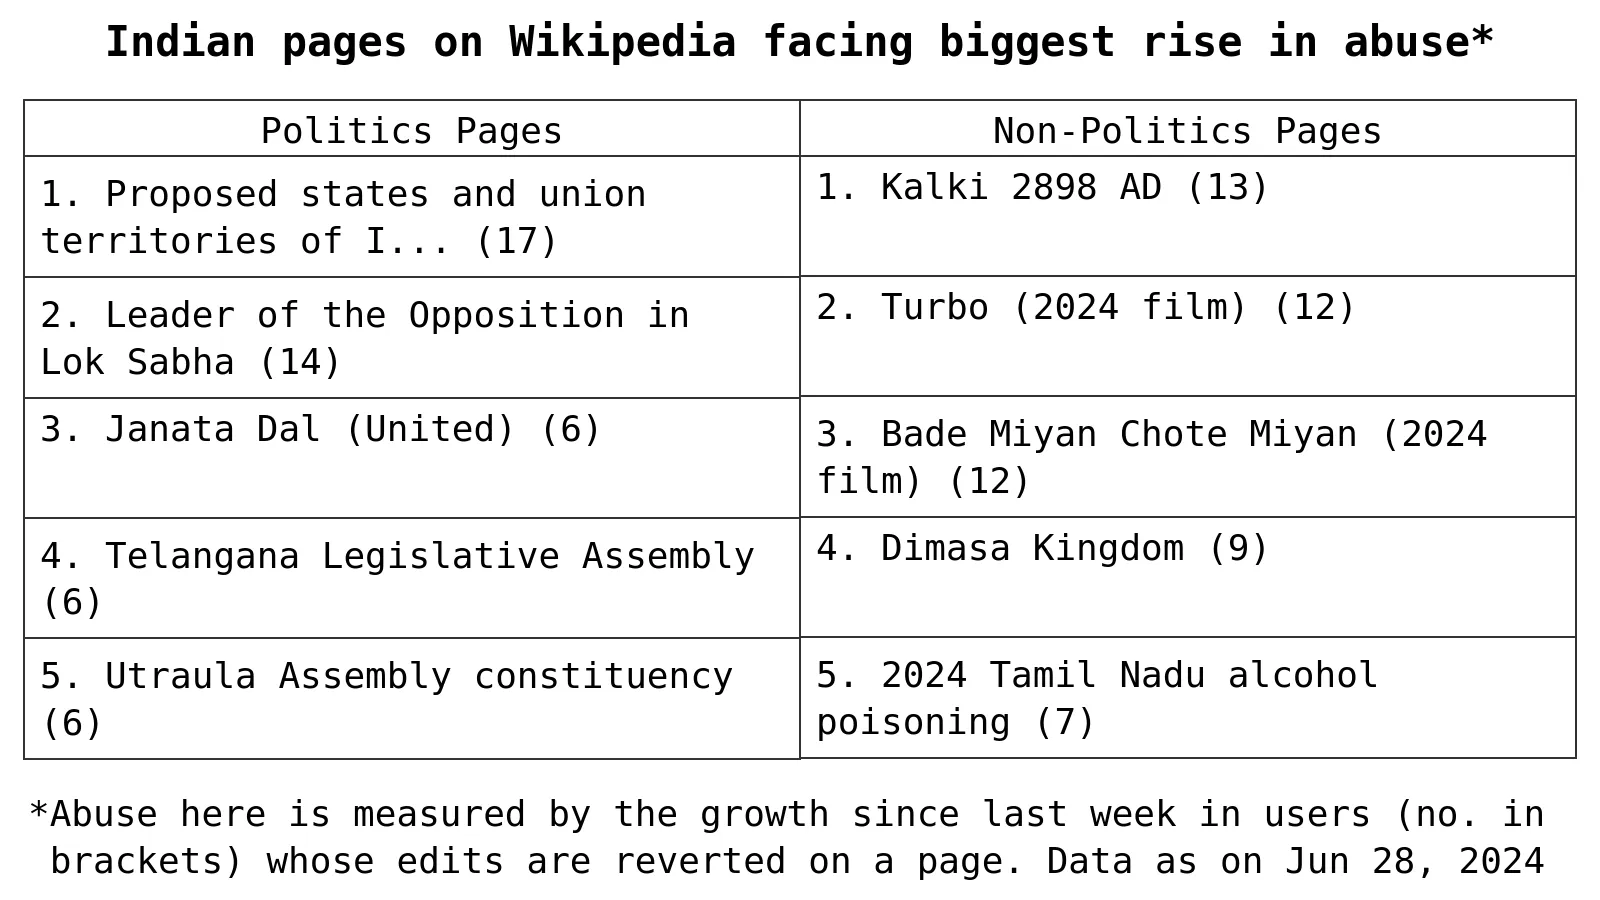 Indian pages on Wikipedia facing biggest rise in abuse*
Politics Pages
1. Proposed states and union
territories of I... (17)
2. Leader of the Opposition in
Lok Sabha (14)
3. Janata Dal (United) (6)
4. Telangana Legislative Assembly
(6)
5. Utraula Assembly constituency
(6)
Non-Politics Pages
1. Kalki 2898 AD (13)
2. Turbo (2024 film) (12)
3. Bade Miyan Chote Miyan (2024
film) (12)
4. Dimasa Kingdom (9)
5. 2024 Tamil Nadu alcohol
poisoning (7)
*Abuse here is measured by the growth since last week in users (no. in
brackets) whose edits are reverted on a page. Data as on Jun 28, 2024